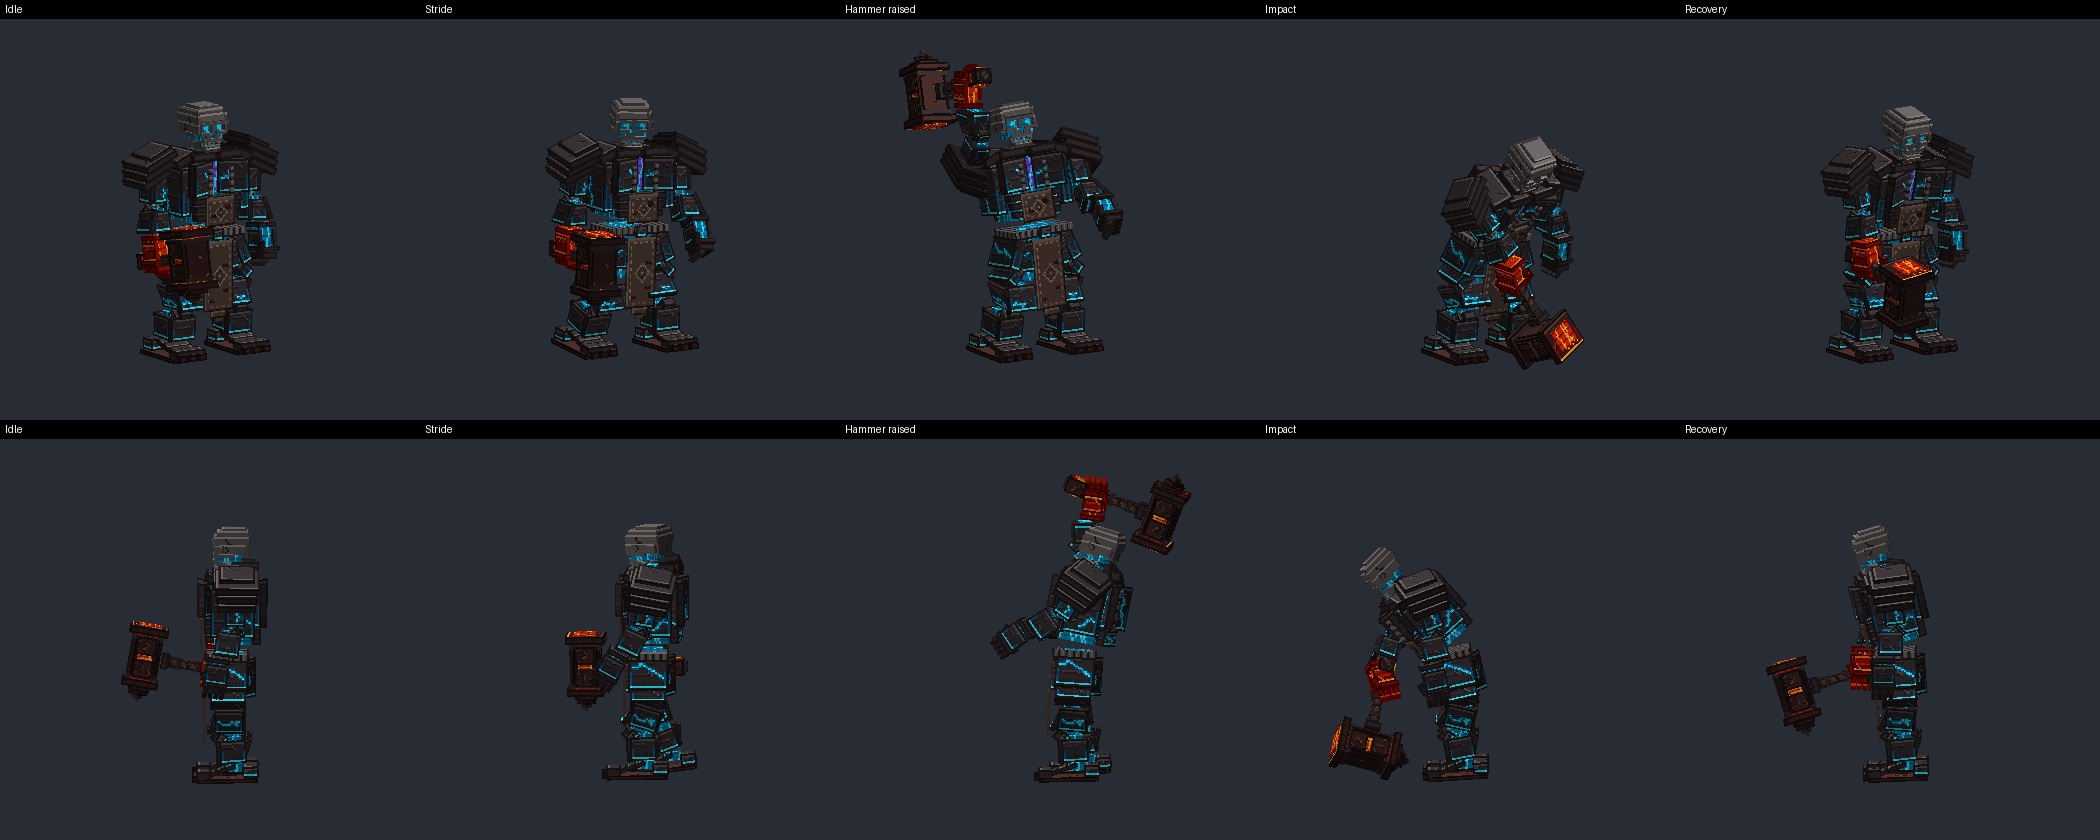 Idle
Stride
Hammer raised
Impact
Recovery
Idle
Stride
Hammer raised
Impact
Recovery